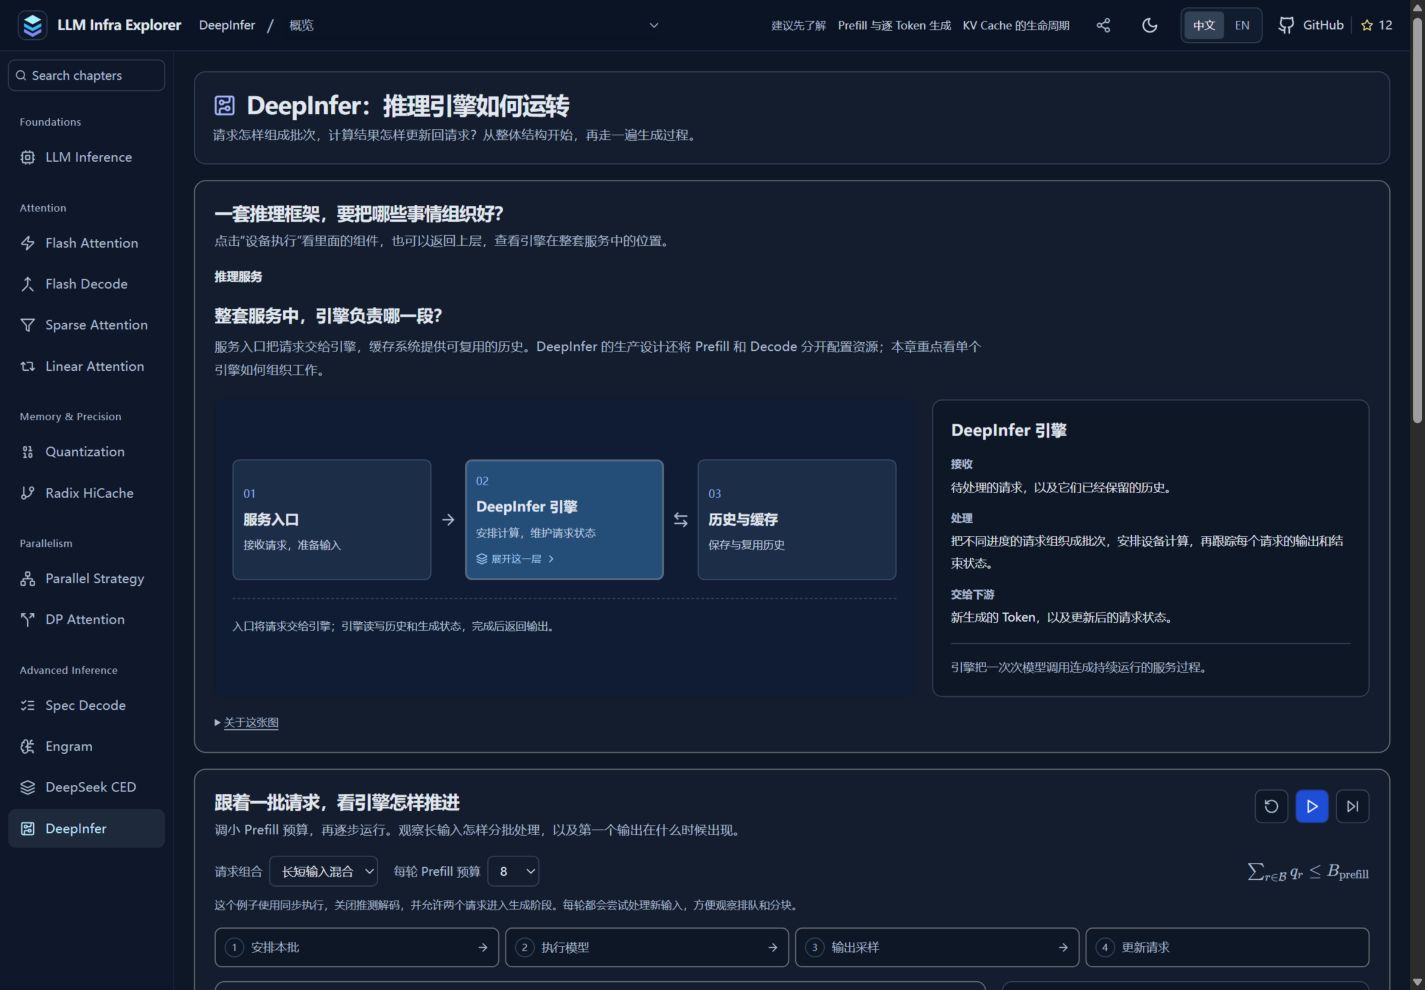 LLM Infra Explorer
DeepInfer / 概览
建议先了解 Prefill 与逐 Token 生成 KV Cache 的生命周期
中文 EN
GitHub
12
Search chapters
Foundations
LLM Inference
Attention
Flash Attention
Flash Decode
Sparse Attention
Linear Attention
Memory & Precision
Quantization
Radix HiCache
Parallelism
Parallel Strategy
DP Attention
Advanced Inference
Spec Decode
Engram
DeepSeek CED
DeepInfer
DeepInfer：推理引擎如何运转
请求怎样组成批次，计算结果怎样更新回请求？从整体结构开始，再走一遍生成过程。
一套推理框架，要把哪些事情组织好？
点击“设备执行”看里面的组件，也可以返回上层，查看引擎在整套服务中的位置。
推理服务
整套服务中，引擎负责哪一段？
服务入口把请求交给引擎，缓存系统提供可复用的历史。DeepInfer 的生产设计还将 Prefill 和 Decode 分开配置资源；本章重点看单个
引擎如何组织工作。
01
服务入口
接收请求，准备输入
02
DeepInfer 引擎
安排计算，维护请求状态
展开这一层
03
历史与缓存
保存与复用历史
入口将请求交给引擎；引擎读写历史和生成状态，完成后返回输出。
DeepInfer 引擎
接收
待处理的请求，以及它们已经保留的历史。
处理
把不同进度的请求组织成批次，安排设备计算，再跟踪每个请求的输出和结
束状态。
交给下游
新生成的 Token，以及更新后的请求状态。
引擎把一次次模型调用连成持续运行的服务过程。
关于这张图
跟着一批请求，看引擎怎样推进
调小 Prefill 预算，再逐步运行。观察长输入怎样分批处理，以及第一个输出在什么时候出现。
请求组合 长短输入混合 每轮 Prefill 预算 8
∑r∈B qr ≤ Bprefill
这个例子使用同步执行，关闭推测解码，并允许两个请求进入生成阶段。每轮都会尝试处理新输入，方便观察排队和分块。
1 安排本批
2 执行模型
3 输出采样
4 更新请求